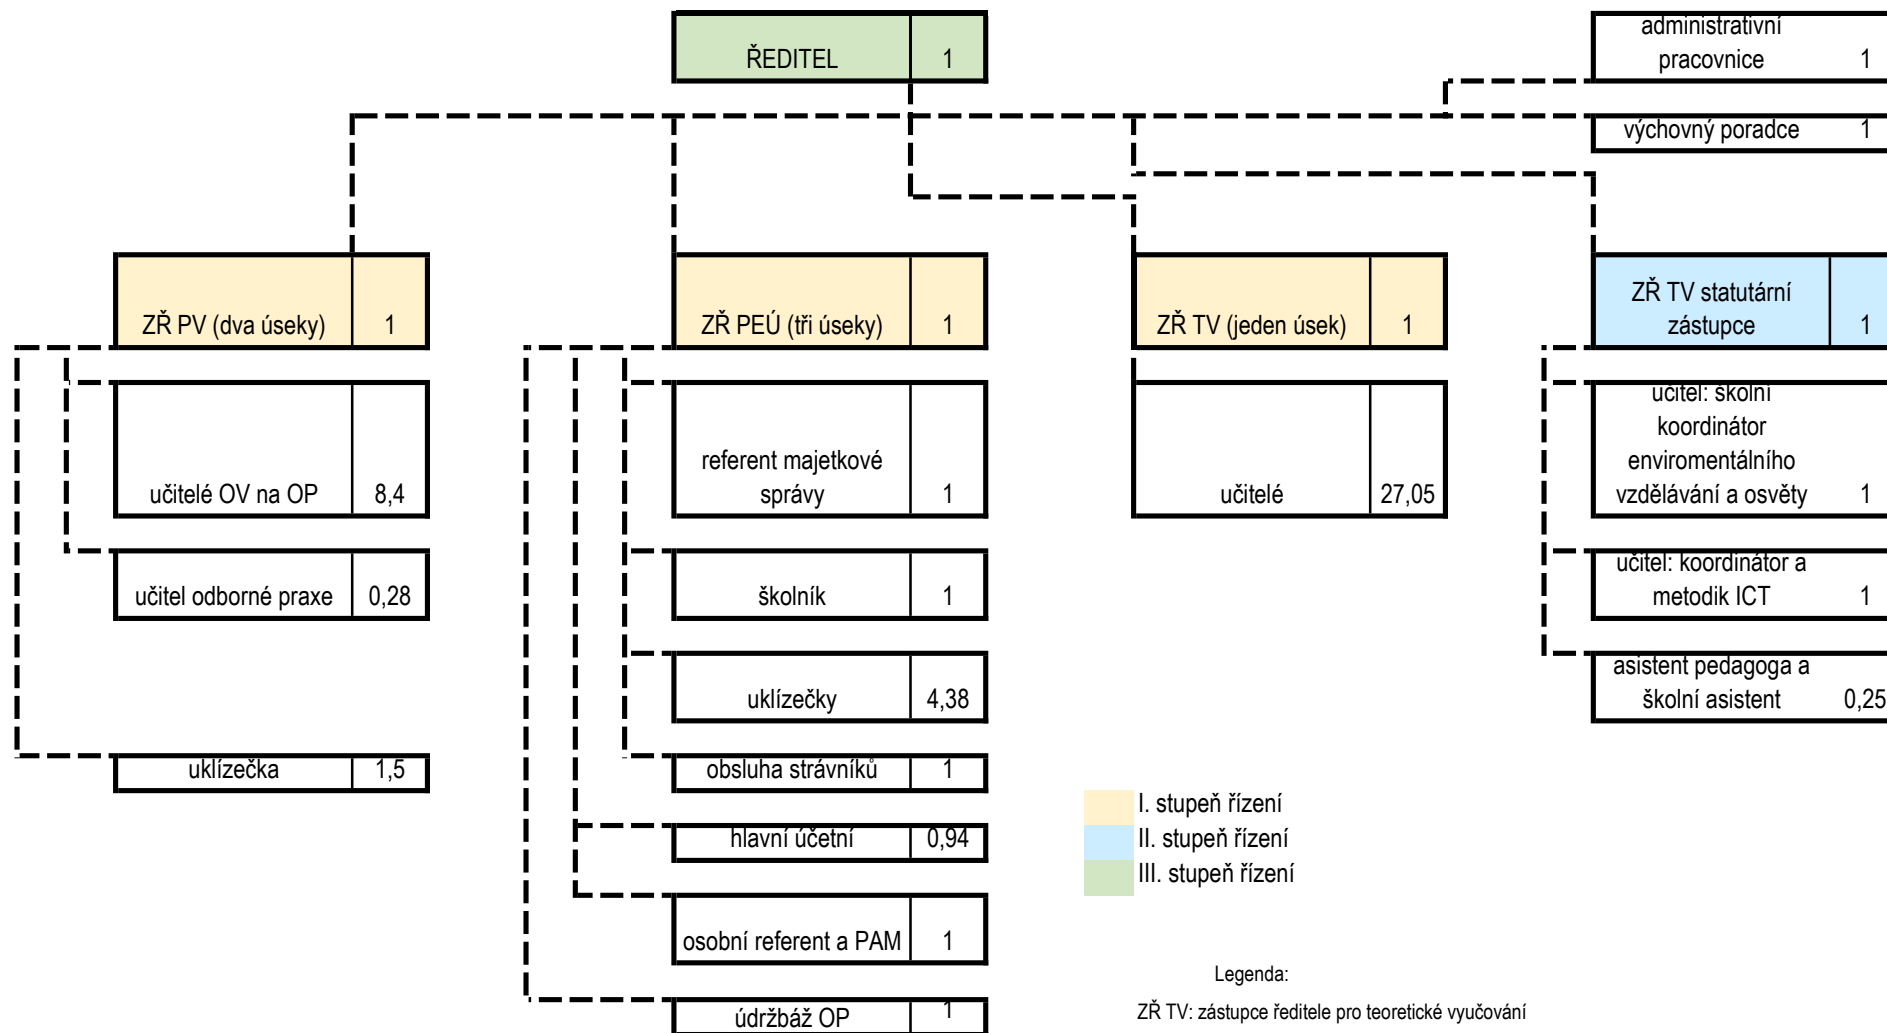 ŘEDITEL 1
administrativní
pracovnice 1
výchovný poradce 1
ZŘ PV (dva úseky) 1
ZŘ PEÚ (tři úseky) 1
ZŘ TV (jeden úsek) 1
ZŘ TV statutární
zástupce 1
učitelé OV na OP 8,4
referent majetkové
správy 1
učitelé 27,05
učitel: školní
koordinátor
enviromentálního
vzdělávání a osvěty 1
učitel odborné praxe 0,28
školník 1
učitel: koordinátor a
metodik ICT 1
uklízečky 4,38
asistent pedagoga a
školní asistent 0,25
uklízečka 1,5
obsluha strávníků 1
hlavní účetní 0,94
osobní referent a PAM 1
údržbáž OP 1
I. stupeň řízení
II. stupeň řízení
III. stupeň řízení
Legenda:
ZŘ TV: zástupce ředitele pro teoretické vyučování